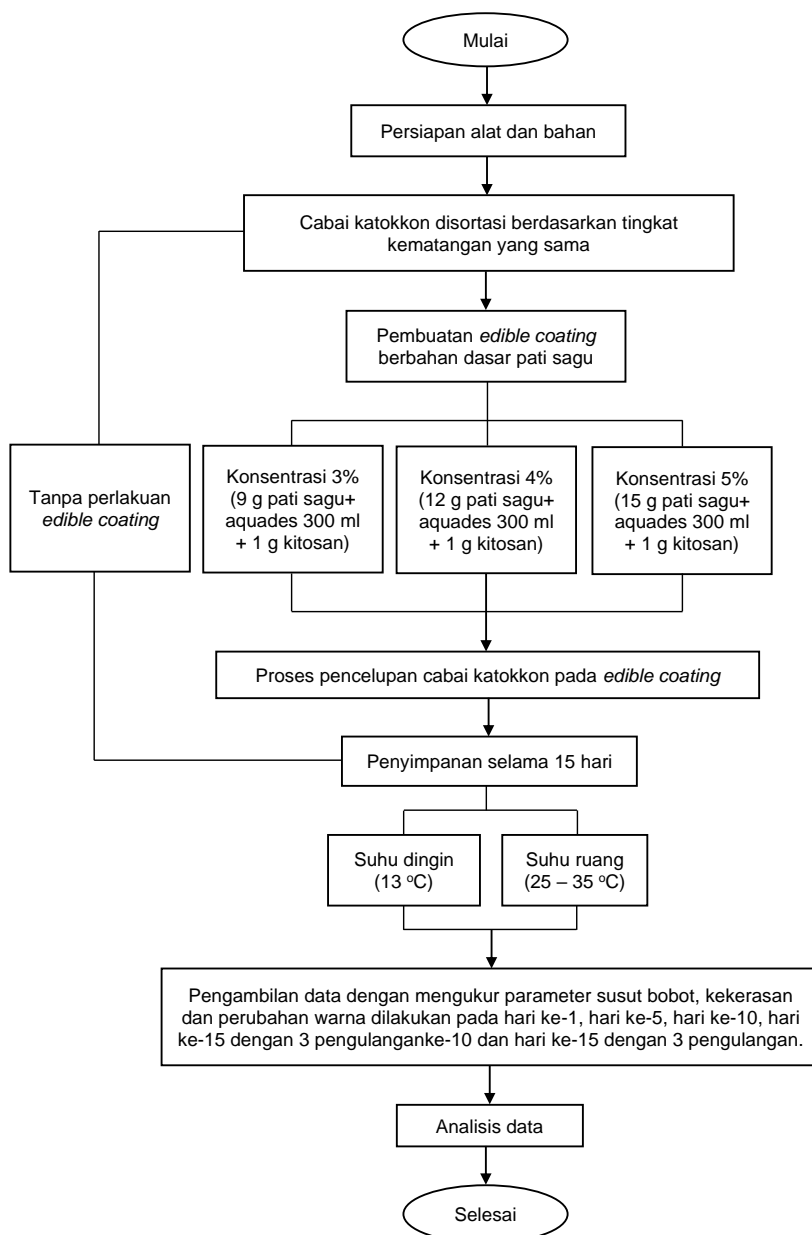 Mulai
Persiapan alat dan bahan
Cabai katokkon disortasi berdasarkan tingkat
kematangan yang sama
Pembuatan edible coating
berbahan dasar pati sagu
Tanpa perlakuan
edible coating
Konsentrasi 3%
(9 g pati sagu+
aquades 300 ml
+ 1 g kitosan)
Konsentrasi 4%
(12 g pati sagu+
aquades 300 ml
+ 1 g kitosan)
Konsentrasi 5%
(15 g pati sagu+
aquades 300 ml
+ 1 g kitosan)
Proses pencelupan cabai katokkon pada edible coating
Penyimpanan selama 15 hari
Suhu dingin
(13 ºC)
Suhu ruang
(25 – 35 ºC)
Pengambilan data dengan mengukur parameter susut bobot, kekerasan
dan perubahan warna dilakukan pada hari ke-1, hari ke-5, hari ke-10, hari
ke-15 dengan 3 pengulanganke-10 dan hari ke-15 dengan 3 pengulangan.
Analisis data
Selesai